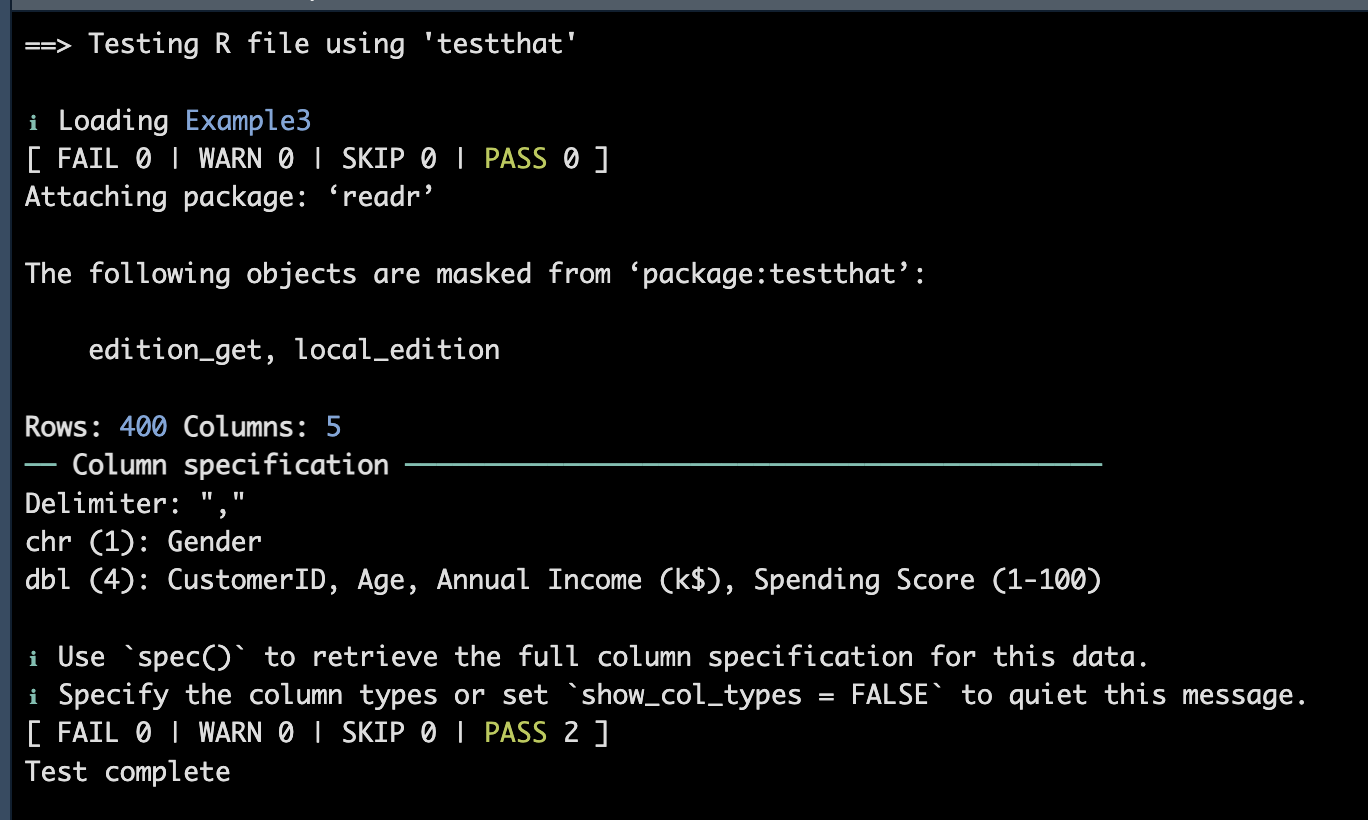 ==> Testing R file using 'testthat'
ℹ Loading Example3
[ FAIL 0 | WARN 0 | SKIP 0 | PASS 0 ]
Attaching package: ‘readr’
The following objects are masked from ‘package:testthat’:
edition_get, local_edition
Rows: 400 Columns: 5
── Column specification ────────────────────────────────────────────
Delimiter: ","
chr (1): Gender
dbl (4): CustomerID, Age, Annual Income (k$), Spending Score (1-100)
ℹ Use `spec()` to retrieve the full column specification for this data.
ℹ Specify the column types or set `show_col_types = FALSE` to quiet this message.
[ FAIL 0 | WARN 0 | SKIP 0 | PASS 2 ]
Test complete